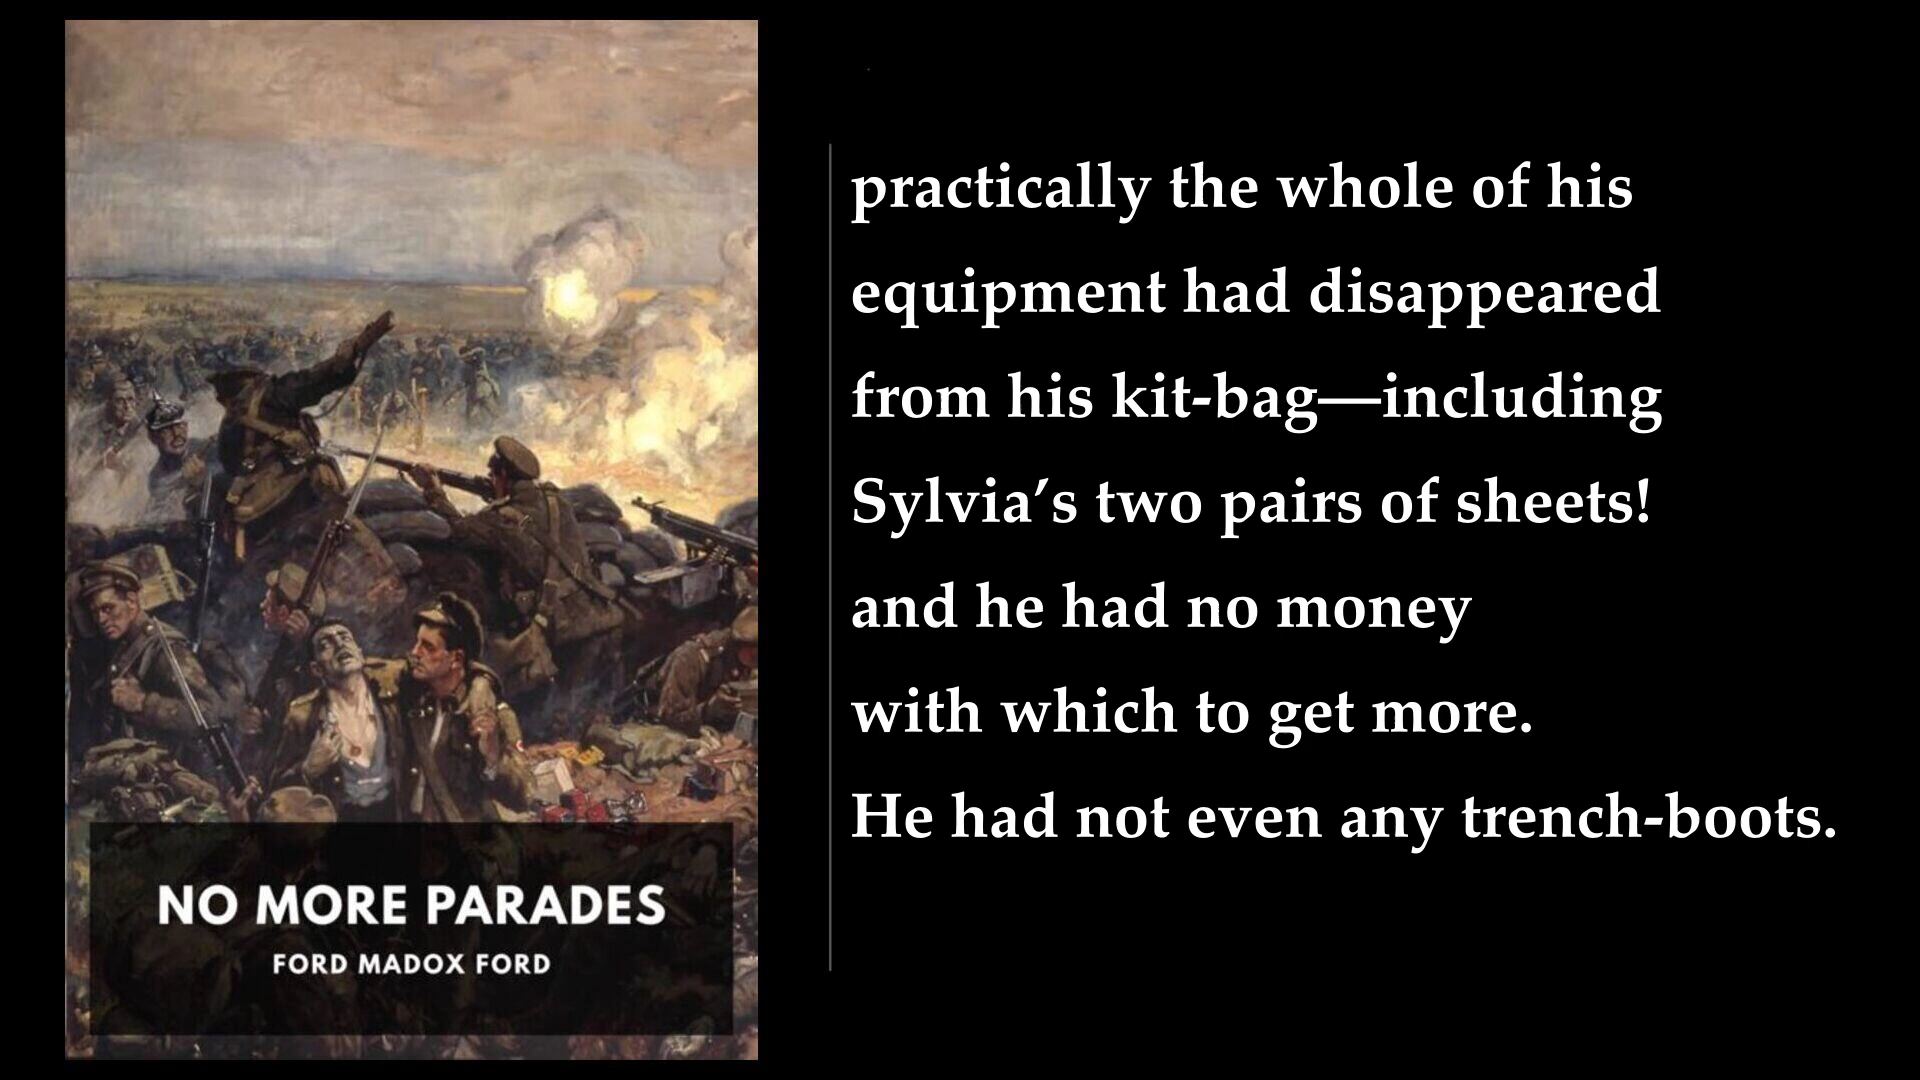 practically the whole of his
equipment had disappeared
from his kit-bag—including
Sylvia’s two pairs of sheets!
and he had no money
with which to get more.
He had not even any trench-boots.
NO MORE PARADES
FORD MADOX FORD